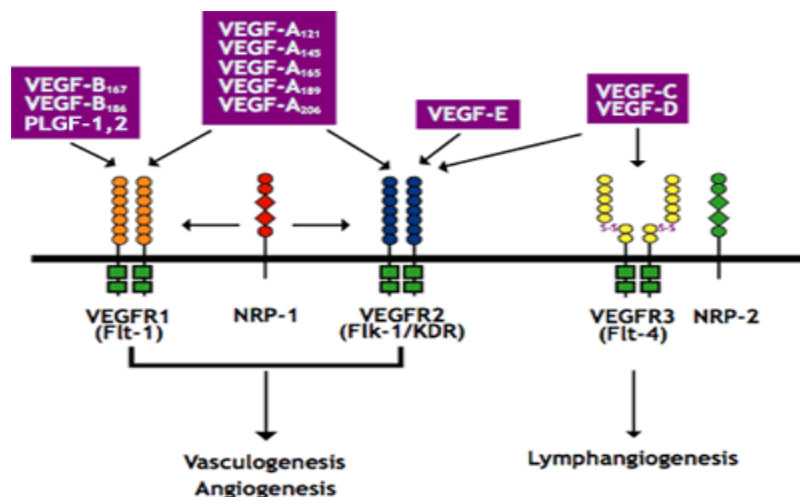 VEGF-B₁₆₇
VEGF-B₁₈₆
PLGF-1,2
VEGF-A₁₂₁
VEGF-A₁₄₅
VEGF-A₁₆₅
VEGF-A₁₈₉
VEGF-A₂₀₆
VEGF-E
VEGF-C
VEGF-D
S-S
S-S
VEGFR1
(Flt-1)
NRP-1
VEGFR2
(Flk-1/KDR)
VEGFR3
(Flt-4)
NRP-2
Vasculogenesis
Angiogenesis
Lymphangiogenesis